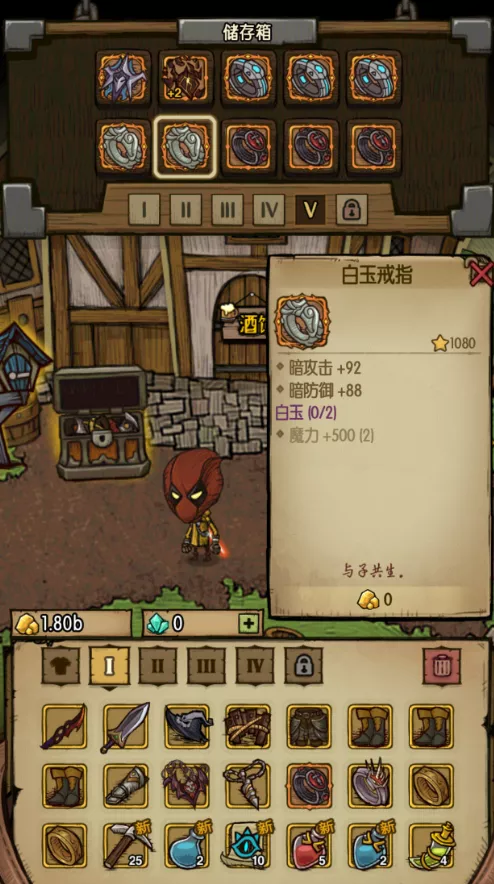 储存箱
+2
I II III IV V
白玉戒指
1080
暗攻击 +92
暗防御 +88
白玉 (0/2)
魔力 +500 (2)
与子共生。
0
酒
1.80b
0
I II III IV
新 新 新 新 新
25 2 10 5 2 4